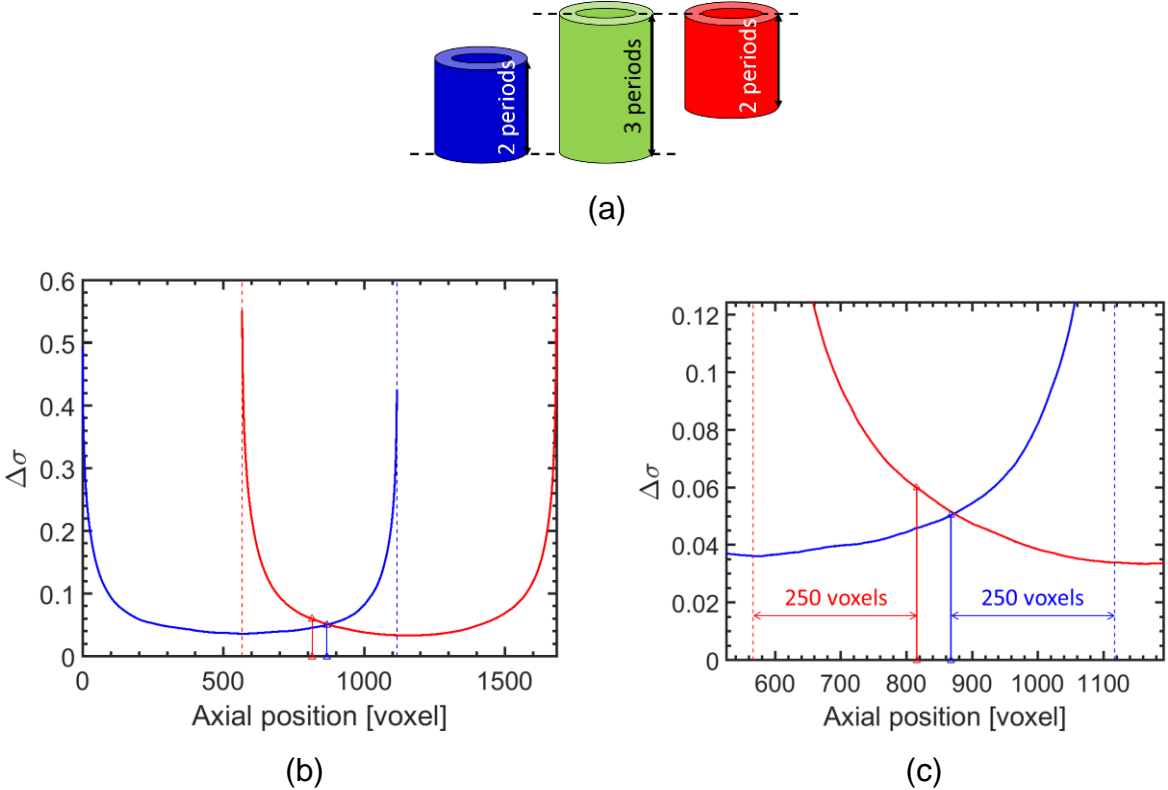 2 periods
3 periods
2 periods
(a)
0.6
0.5
0.4
0.3
0.2
0.1
0
Δσ
0 500 1000 1500
Axial position [voxel]
(b)
0.12
0.1
0.08
0.06
0.04
0.02
0
Δσ
250 voxels 250 voxels
600 700 800 900 1000 1100
Axial position [voxel]
(c)